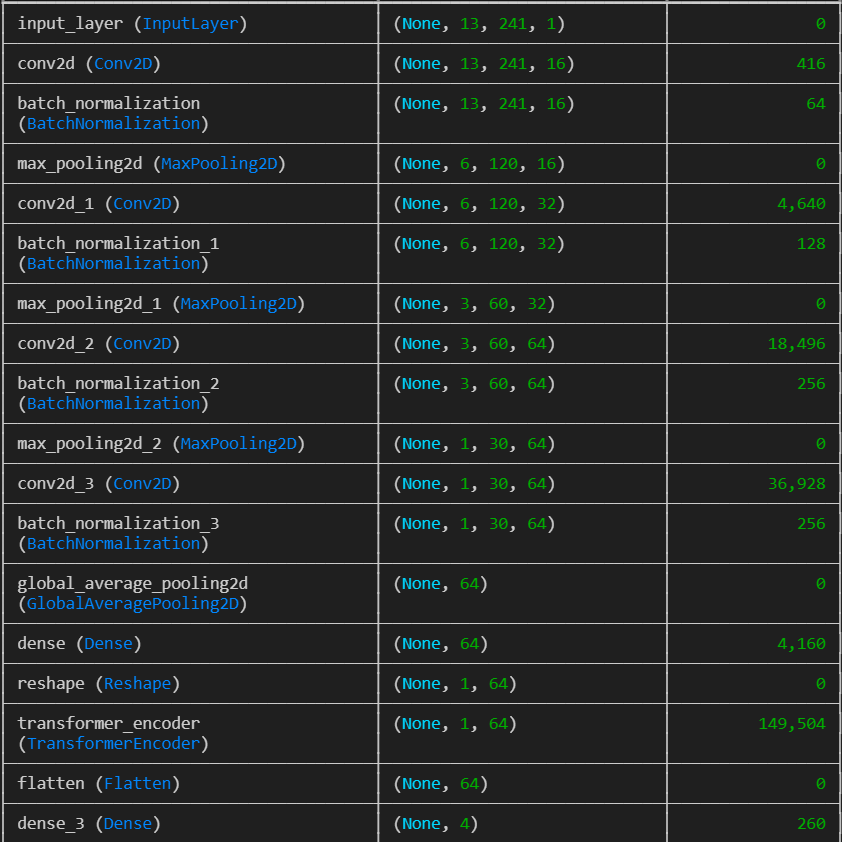 input_layer (InputLayer) (None, 13, 241, 1) 0
conv2d (Conv2D) (None, 13, 241, 16) 416
batch_normalization (None, 13, 241, 16) 64
(BatchNormalization)
max_pooling2d (MaxPooling2D) (None, 6, 120, 16) 0
conv2d_1 (Conv2D) (None, 6, 120, 32) 4,640
batch_normalization_1 (None, 6, 120, 32) 128
(BatchNormalization)
max_pooling2d_1 (MaxPooling2D) (None, 3, 60, 32) 0
conv2d_2 (Conv2D) (None, 3, 60, 64) 18,496
batch_normalization_2 (None, 3, 60, 64) 256
(BatchNormalization)
max_pooling2d_2 (MaxPooling2D) (None, 1, 30, 64) 0
conv2d_3 (Conv2D) (None, 1, 30, 64) 36,928
batch_normalization_3 (None, 1, 30, 64) 256
(BatchNormalization)
global_average_pooling2d (None, 64) 0
(GlobalAveragePooling2D)
dense (Dense) (None, 64) 4,160
reshape (Reshape) (None, 1, 64) 0
transformer_encoder (None, 1, 64) 149,504
(TransformerEncoder)
flatten (Flatten) (None, 64) 0
dense_3 (Dense) (None, 4) 260